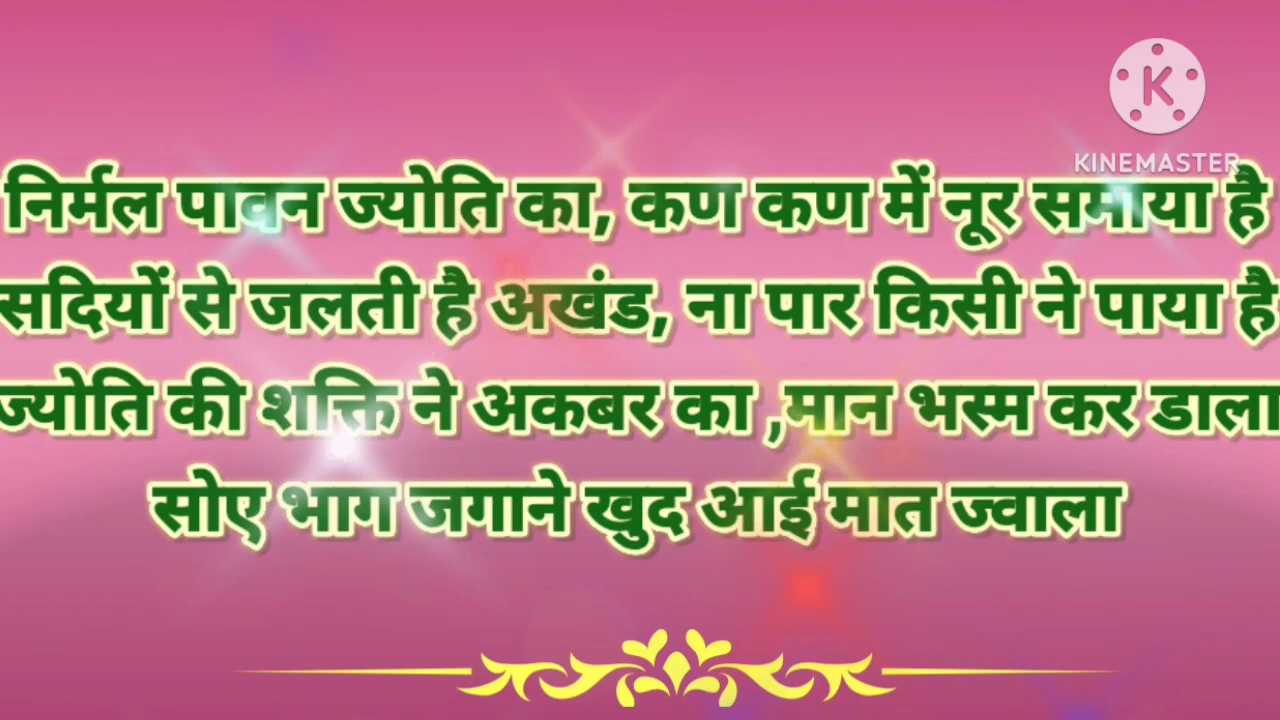 K
KINEMASTER
निर्मल पावन ज्योति का, कण कण में नूर समाया है
सदियों से जलती है अखंड, ना पार किसी ने पाया है
ज्योति की शक्ति ने अकबर का ,मान भस्म कर डाला
सोए भाग जगाने खुद आई मात ज्वाला